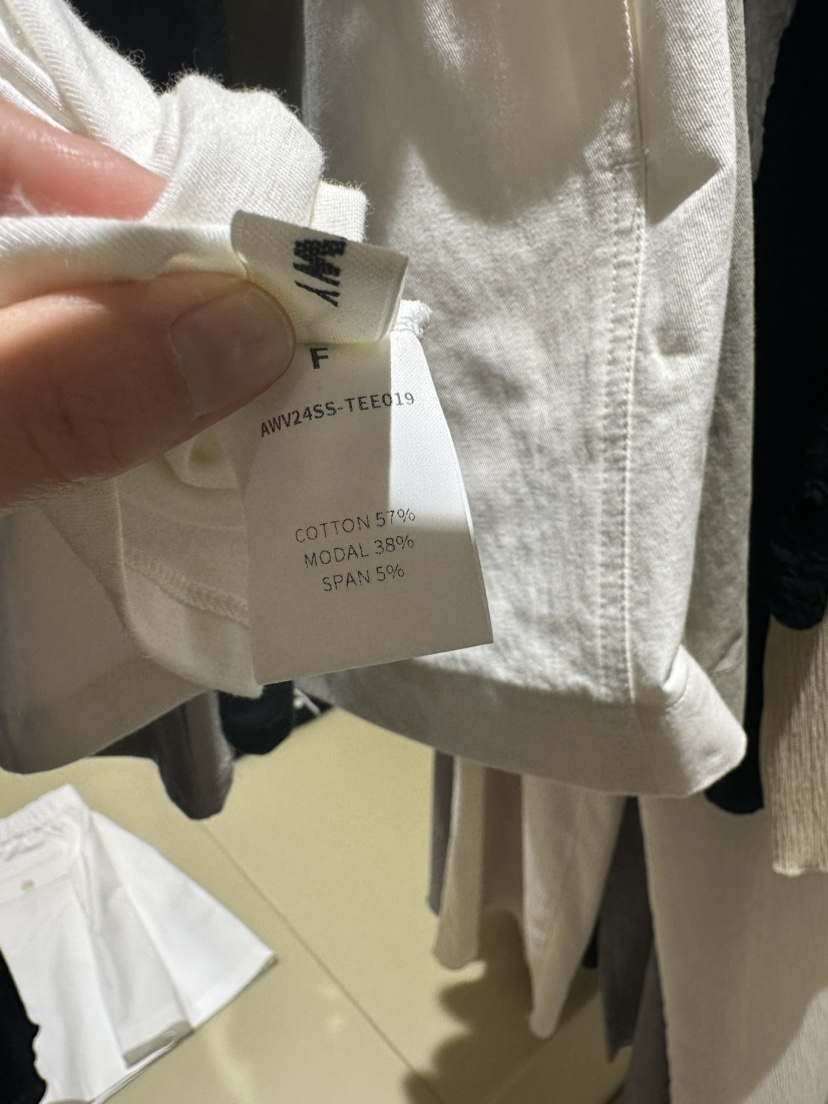 F
AWV24SS-TEE019
COTTON 57%
MODAL 38%
SPAN 5%